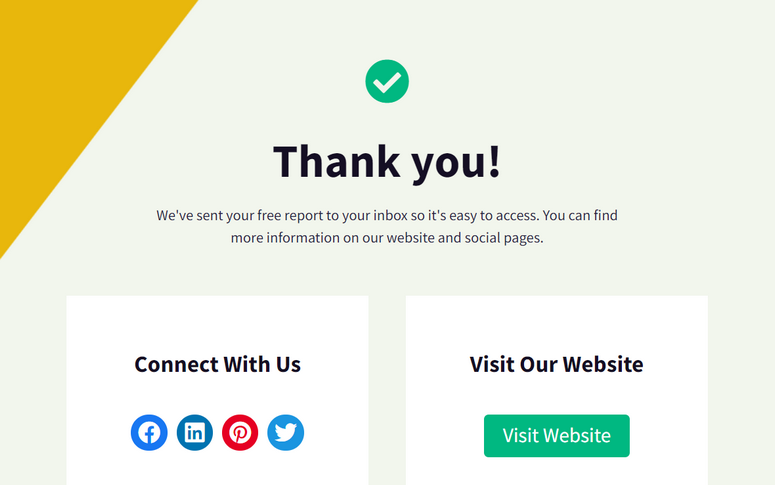 Thank you!
We've sent your free report to your inbox so it's easy to access. You can find
more information on our website and social pages.
Connect With Us
Visit Our Website
in
Visit Website